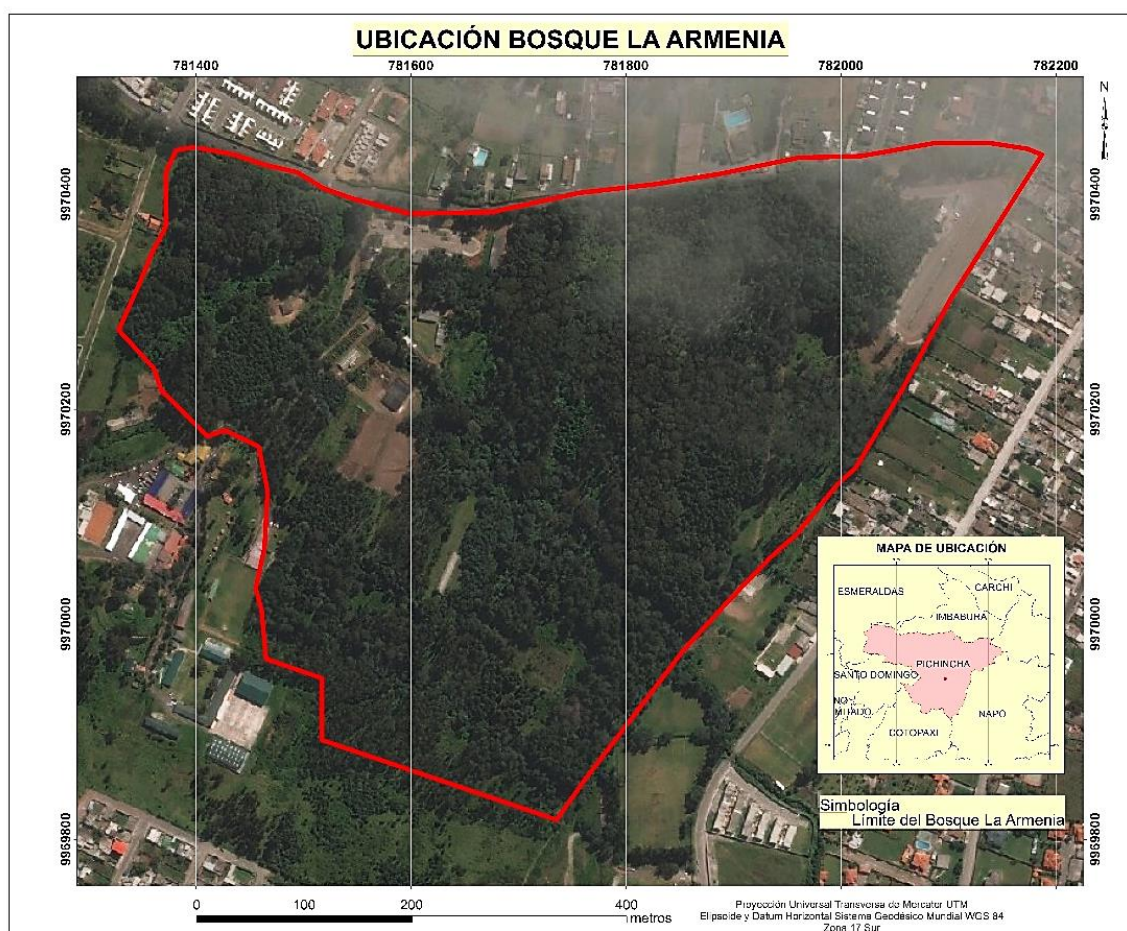 UBICACIÓN BOSQUE LA ARMENIA
781400 781600 781800 782000 782200
N
9970400 9970400
9970200 9970200
9970000 9970000
9969800 9969800
MAPA DE UBICACIÓN
ESMERALDAS
CARCHI
IMBABURA
PICHINCHA
SANTO DOMINGO
NO
NAPO
COTOPAXI
Simbología
Límite del Bosque La Armenia
0 200 400 metros
Proyección Universal Transversa de Mercater UTM
Elipsoide y Datum Horizontal Sistema Geodésico Mundial WGS 84
Zona 17 Sur